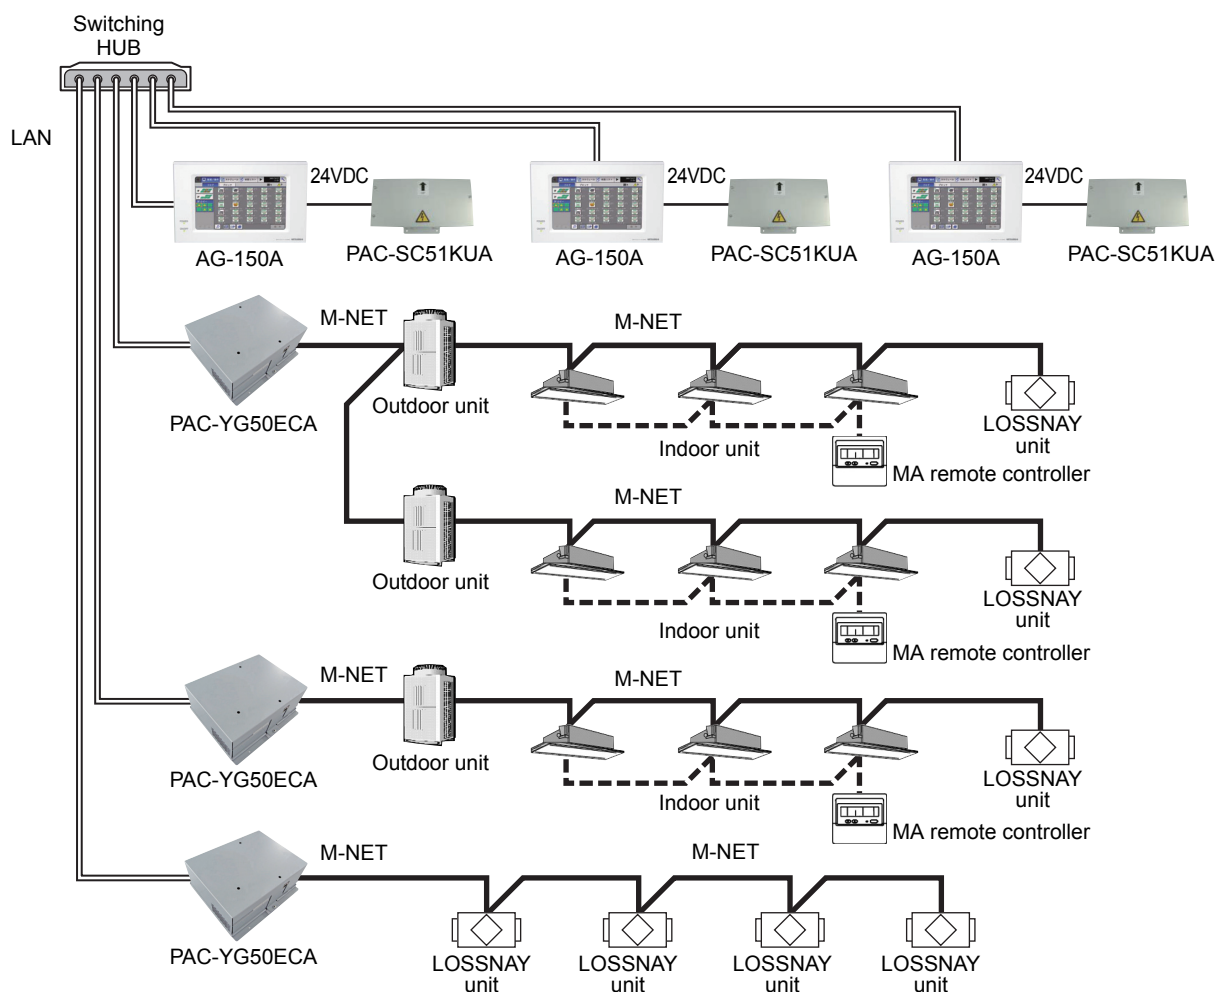 Switching
HUB
LAN
24VDC
24VDC
24VDC
AG-150A
PAC-SC51KUA
AG-150A
PAC-SC51KUA
AG-150A
PAC-SC51KUA
M-NET
M-NET
PAC-YG50ECA
Outdoor unit
Indoor unit
LOSSNAY
unit
MA remote controller
M-NET
Outdoor unit
Indoor unit
LOSSNAY
unit
MA remote controller
M-NET
M-NET
PAC-YG50ECA
Outdoor unit
Indoor unit
LOSSNAY
unit
MA remote controller
M-NET
M-NET
PAC-YG50ECA
LOSSNAY
unit
LOSSNAY
unit
LOSSNAY
unit
LOSSNAY
unit